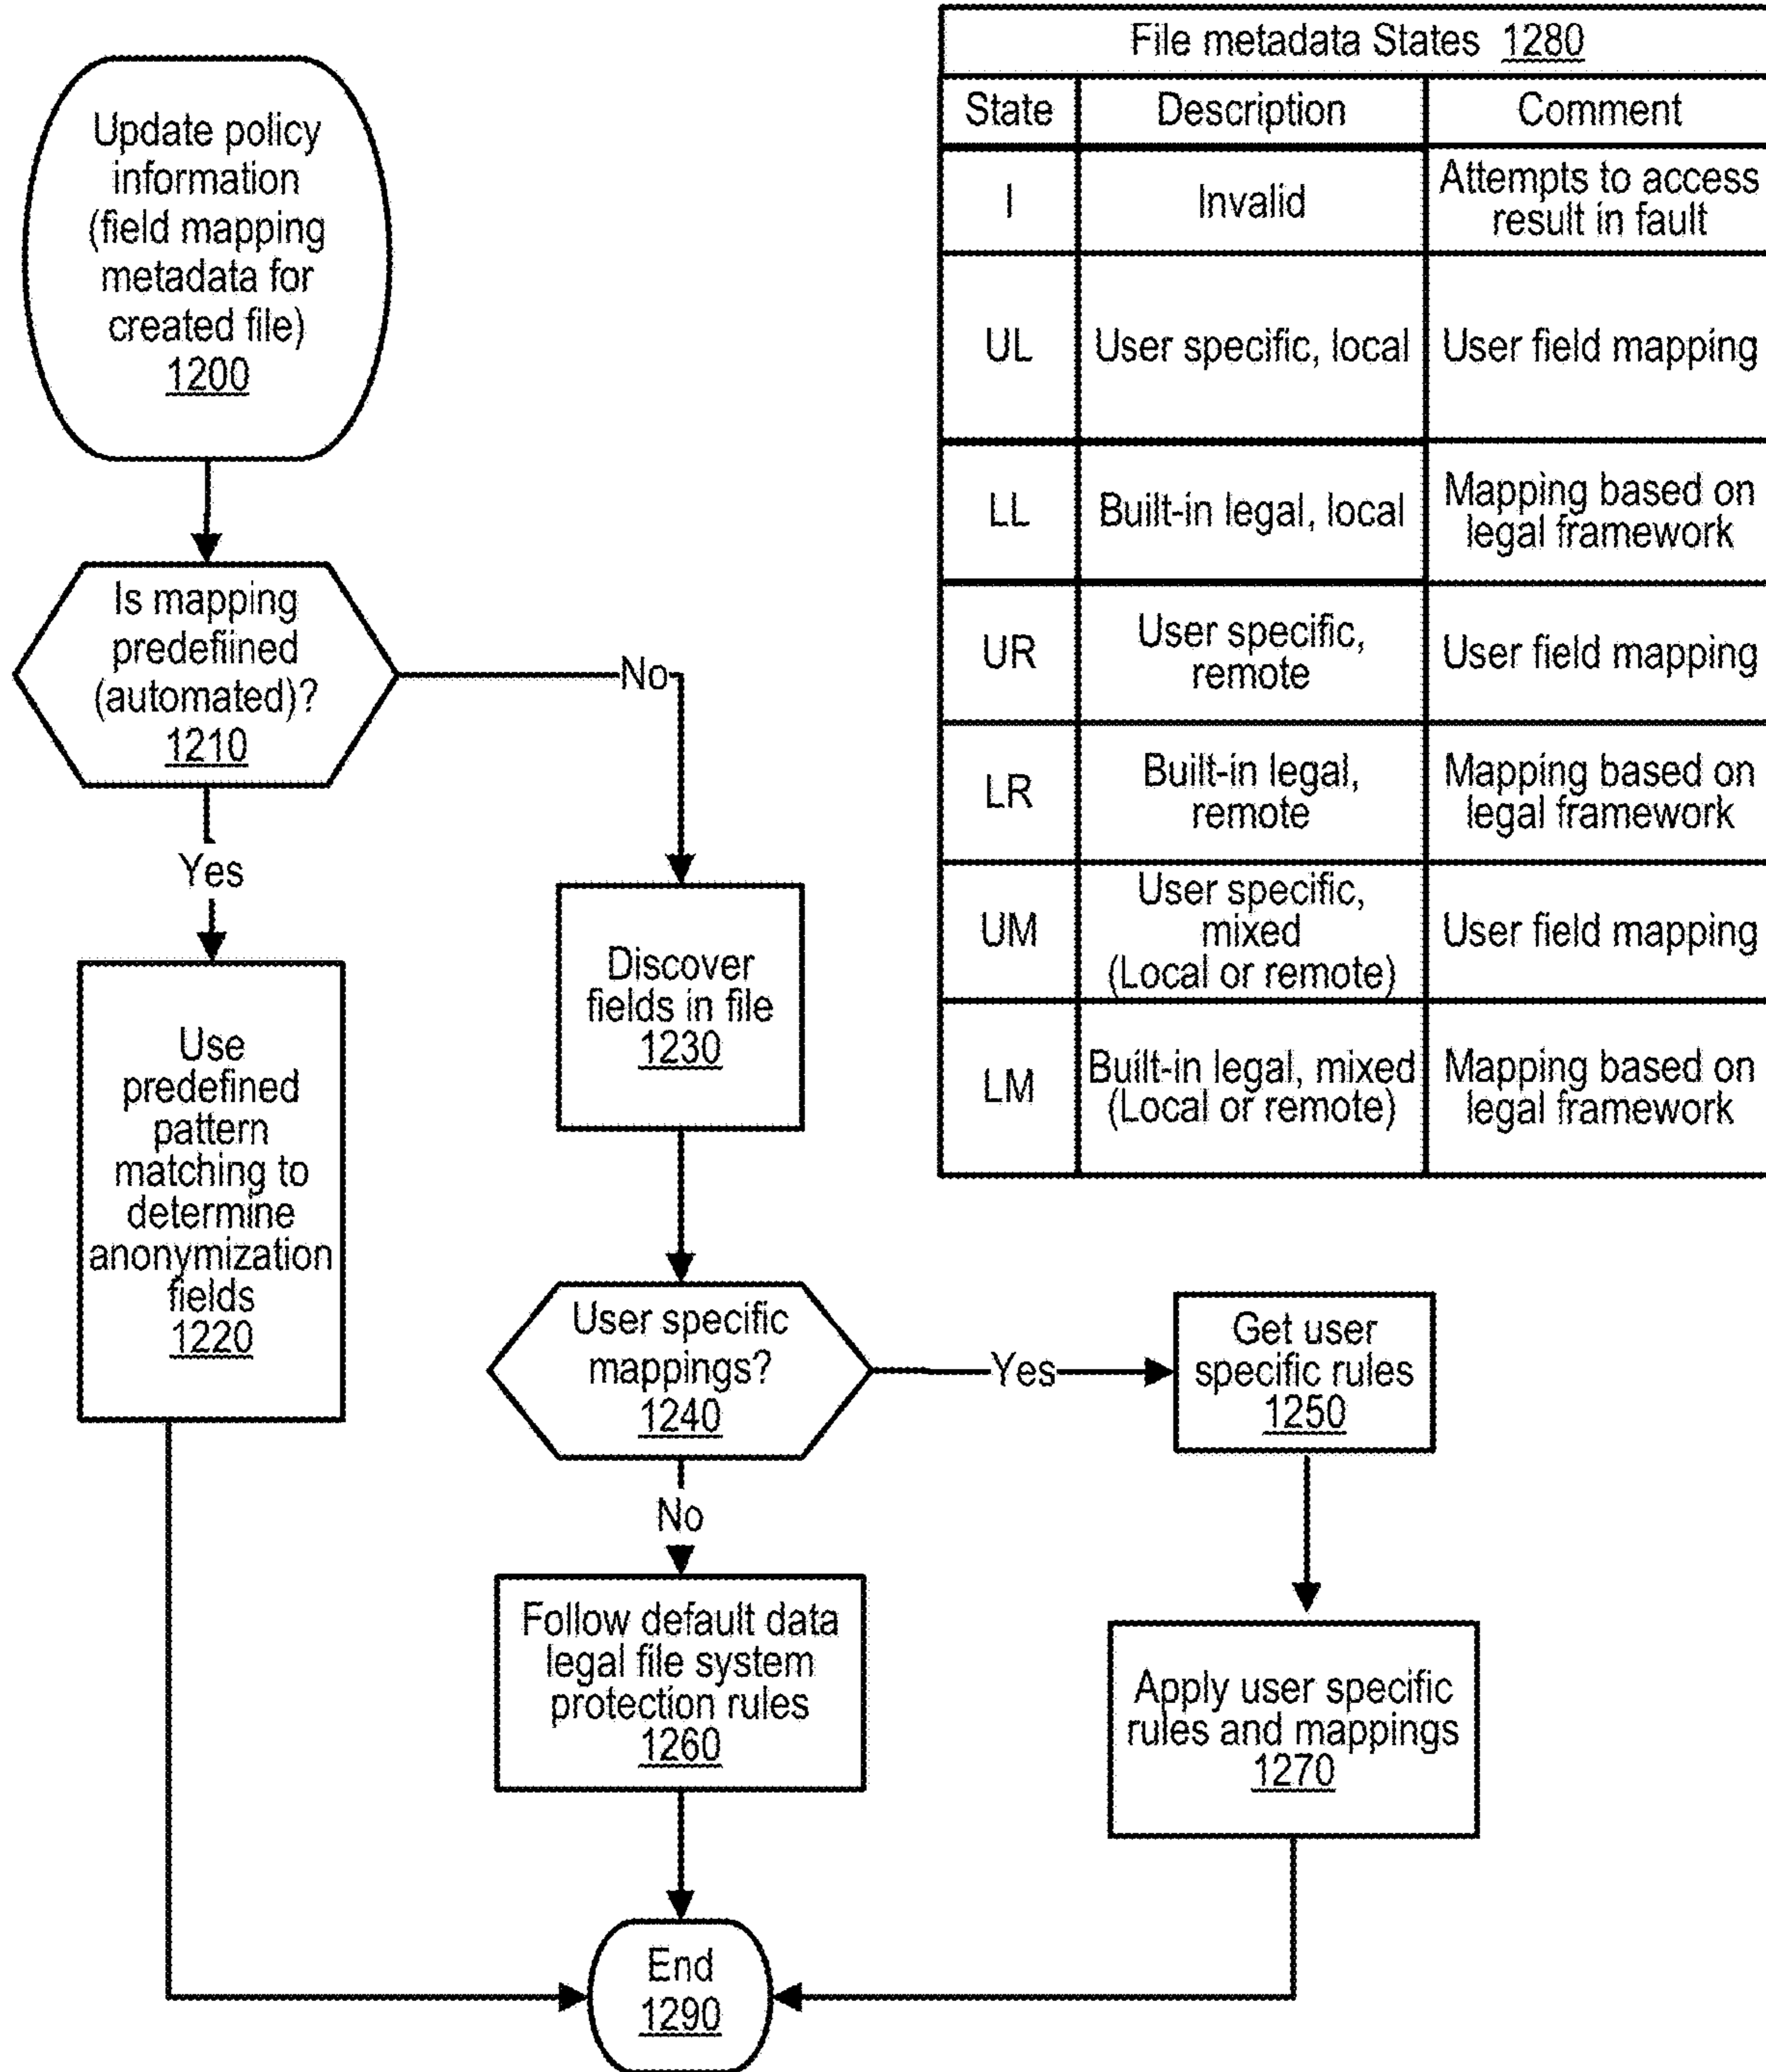 Update policy
information
(field mapping
metadata for
created file)
1200
Is mapping
predefiined
(automated)?
1210
No
Yes
Use
predefined
pattern
matching to
determine
anonymization
fields
1220
Discover
fields in file
1230
User specific
mappings?
1240
Yes
Get user
specific rules
1250
No
Follow default data
legal file system
protection rules
1260
Apply user specific
rules and mappings
1270
End
1290
File metadata States 1280
State Description Comment
I Invalid Attempts to access
result in fault
UL User specific, local User field mapping
LL Built-in legal, local Mapping based on
legal framework
UR User specific,
remote User field mapping
LR Built-in legal,
remote Mapping based on
legal framework
UM User specific,
mixed
(Local or remote) User field mapping
LM Built-in legal, mixed
(Local or remote) Mapping based on
legal framework